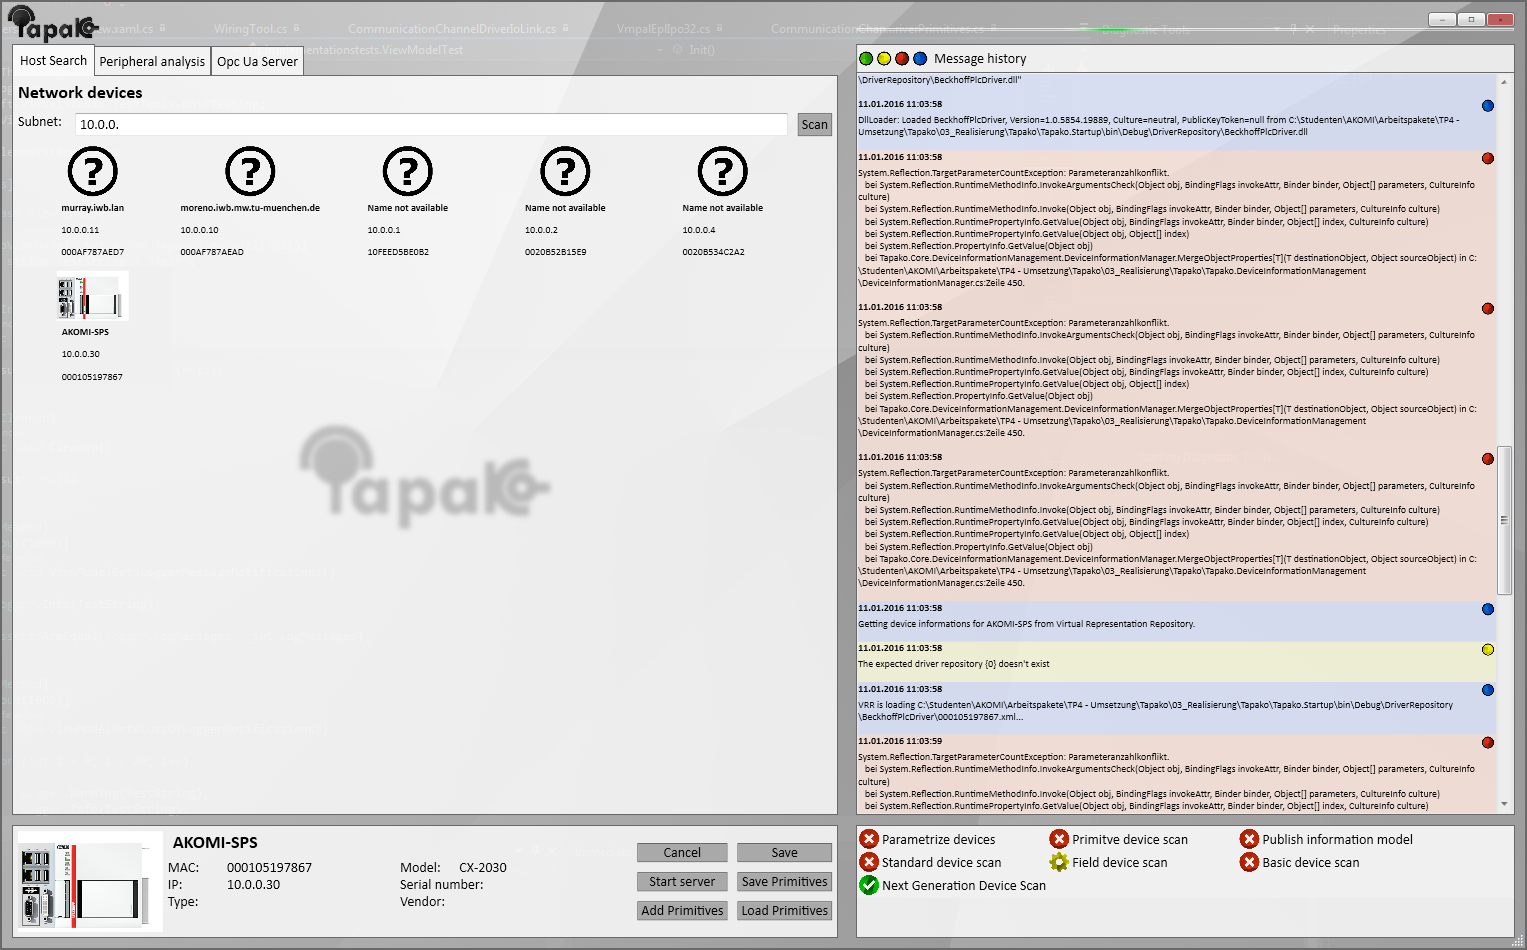 Tapako
WiringTool.cs
CommunicationChannelDriverIoLink.cs
Init()
Diagnostic Tools
Properties
Host Search
Peripheral analysis
Opc Ua Server
Network devices
Subnet:
10.0.0.
Scan
murray.iwb.lan
10.0.0.11
000AF787AED7
moreno.iwb.mw.tu-muenchen.de
10.0.0.10
000AF787AEAD
Name not available
10.0.0.1
10FEED5BE0B2
Name not available
10.0.0.2
0020B52B15E9
Name not available
10.0.0.4
0020B534C2A2
AKOMI-SPS
10.0.0.30
000105197867
Tapako
Message history
\DriverRepository\BeckhoffPlcDriver.dll"
11.01.2016 11:03:58
DllLoader: Loaded BeckhoffPlcDriver, Version=1.0.5854.19889, Culture=neutral, PublicKeyToken=null from C:\Studenten\AKOMI\Arbeitspakete\TP4 -
Umsetzung\Tapako\03_Realisierung\Tapako\Tapako.Startup\bin\Debug\DriverRepository\BeckhoffPlcDriver.dll
11.01.2016 11:03:58
System.Reflection.TargetParameterCountException: Parameteranzahlkonflikt.
bei System.Reflection.RuntimeMethodInfo.InvokeArgumentsCheck(Object obj, BindingFlags invokeAttr, Binder binder, Object[] parameters, CultureInfo
culture)
bei System.Reflection.RuntimeMethodInfo.Invoke(Object obj, BindingFlags invokeAttr, Binder binder, Object[] parameters, CultureInfo culture)
bei System.Reflection.RuntimePropertyInfo.GetValue(Object obj, BindingFlags invokeAttr, Binder binder, Object[] index, CultureInfo culture)
bei System.Reflection.RuntimePropertyInfo.GetValue(Object obj, Object[] index)
bei System.Reflection.PropertyInfo.GetValue(Object obj)
bei Tapako.Core.DeviceInformationManagement.DeviceInformationManager.MergeObjectProperties[T](T destinationObject, Object sourceObject) in C:
\Studenten\AKOMI\Arbeitspakete\TP4 - Umsetzung\Tapako\03_Realisierung\Tapako\Tapako.DeviceInformationManagement
\DeviceInformationManager.cs:Zeile 450.
11.01.2016 11:03:58
System.Reflection.TargetParameterCountException: Parameteranzahlkonflikt.
bei System.Reflection.RuntimeMethodInfo.InvokeArgumentsCheck(Object obj, BindingFlags invokeAttr, Binder binder, Object[] parameters, CultureInfo
culture)
bei System.Reflection.RuntimeMethodInfo.Invoke(Object obj, BindingFlags invokeAttr, Binder binder, Object[] parameters, CultureInfo culture)
bei System.Reflection.RuntimePropertyInfo.GetValue(Object obj, BindingFlags invokeAttr, Binder binder, Object[] index, CultureInfo culture)
bei System.Reflection.RuntimePropertyInfo.GetValue(Object obj, Object[] index)
bei System.Reflection.PropertyInfo.GetValue(Object obj)
bei Tapako.Core.DeviceInformationManagement.DeviceInformationManager.MergeObjectProperties[T](T destinationObject, Object sourceObject) in C:
\Studenten\AKOMI\Arbeitspakete\TP4 - Umsetzung\Tapako\03_Realisierung\Tapako\Tapako.DeviceInformationManagement
\DeviceInformationManager.cs:Zeile 450.
11.01.2016 11:03:58
System.Reflection.TargetParameterCountException: Parameteranzahlkonflikt.
bei System.Reflection.RuntimeMethodInfo.InvokeArgumentsCheck(Object obj, BindingFlags invokeAttr, Binder binder, Object[] parameters, CultureInfo
culture)
bei System.Reflection.RuntimeMethodInfo.Invoke(Object obj, BindingFlags invokeAttr, Binder binder, Object[] parameters, CultureInfo culture)
bei System.Reflection.RuntimePropertyInfo.GetValue(Object obj, BindingFlags invokeAttr, Binder binder, Object[] index, CultureInfo culture)
bei System.Reflection.RuntimePropertyInfo.GetValue(Object obj, Object[] index)
bei System.Reflection.PropertyInfo.GetValue(Object obj)
bei Tapako.Core.DeviceInformationManagement.DeviceInformationManager.MergeObjectProperties[T](T destinationObject, Object sourceObject) in C:
\Studenten\AKOMI\Arbeitspakete\TP4 - Umsetzung\Tapako\03_Realisierung\Tapako\Tapako.DeviceInformationManagement
\DeviceInformationManager.cs:Zeile 450.
11.01.2016 11:03:58
Getting device informations for AKOMI-SPS from Virtual Representation Repository.
11.01.2016 11:03:58
The expected driver repository {0} doesn't exist
11.01.2016 11:03:58
VRR is loading C:\Studenten\AKOMI\Arbeitspakete\TP4 - Umsetzung\Tapako\03_Realisierung\Tapako\Tapako.Startup\bin\Debug\DriverRepository
\BeckhoffPlcDriver\000105197867.xml...
11.01.2016 11:03:59
System.Reflection.TargetParameterCountException: Parameteranzahlkonflikt.
bei System.Reflection.RuntimeMethodInfo.InvokeArgumentsCheck(Object obj, BindingFlags invokeAttr, Binder binder, Object[] parameters, CultureInfo
culture)
bei System.Reflection.RuntimeMethodInfo.Invoke(Object obj, BindingFlags invokeAttr, Binder binder, Object[] parameters, CultureInfo culture)
bei System.Reflection.RuntimePropertyInfo.GetValue(Object obj, BindingFlags invokeAttr, Binder binder, Object[] index, CultureInfo culture)
AKOMI-SPS
MAC: 000105197867
IP: 10.0.0.30
Type:
Model: CX-2030
Serial number:
Vendor:
Cancel
Save
Start server
Save Primitives
Add Primitives
Load Primitives
Parametrize devices
Primitve device scan
Publish information model
Standard device scan
Field device scan
Basic device scan
Next Generation Device Scan